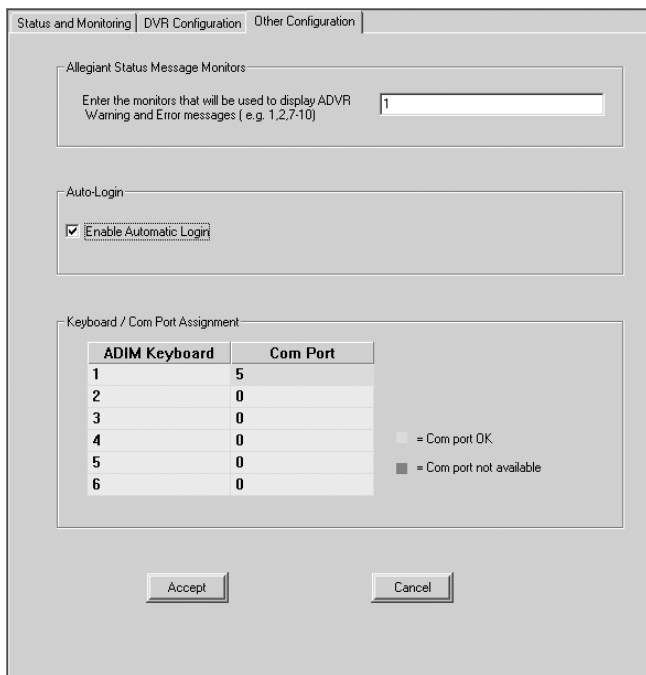 Status and Monitoring DVR Configuration Other Configuration
Allegiant Status Message Monitors
Enter the monitors that will be used to display ADVR
Warning and Error messages ( e.g. 1,2,7-10)
1
Auto-Login
Enable Automatic Login
Keyboard / Com Port Assignment
ADIM Keyboard Com Port
1 5
2 0
3 0
4 0
5 0
6 0
= Com port OK
= Com port not available
Accept Cancel